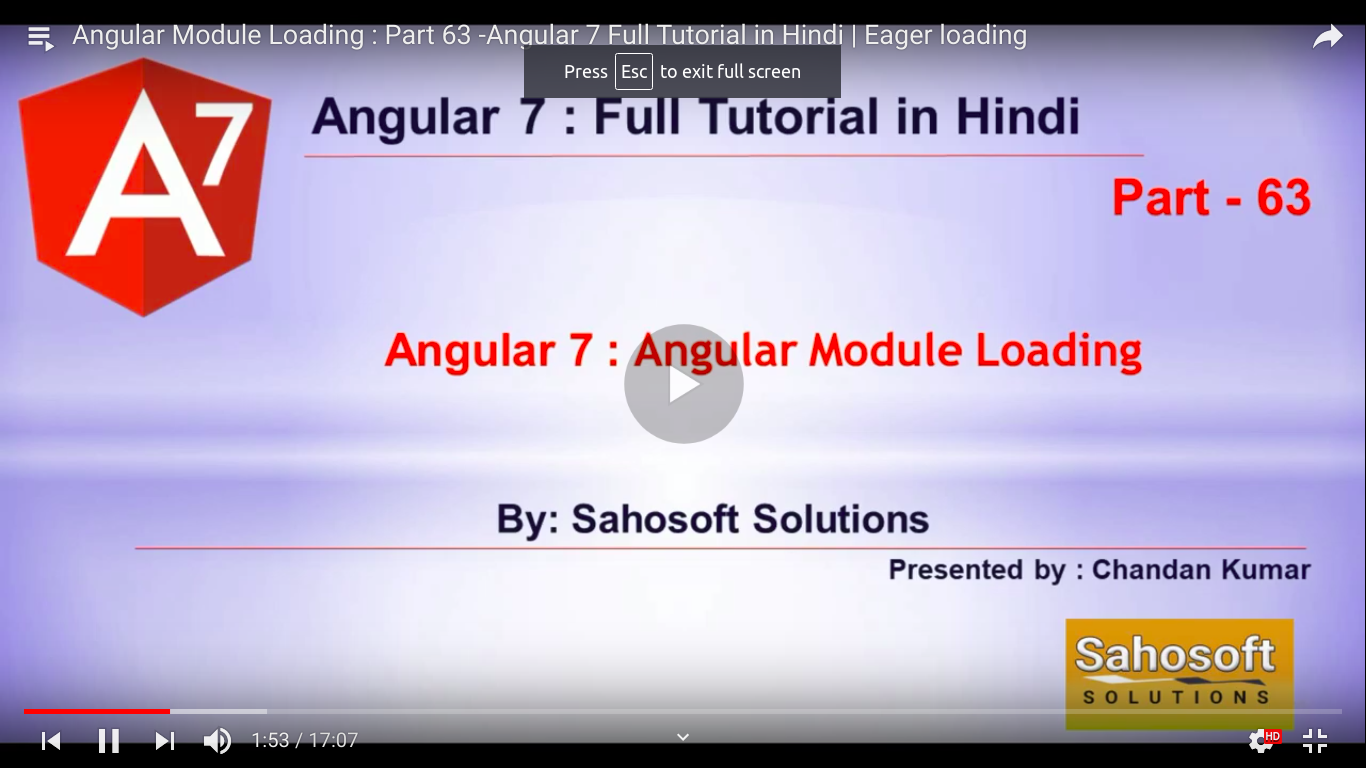 Angular Module Loading : Part 63 -Angular 7 Full Tutorial in Hindi | Eager loading
Press Esc to exit full screen
A7
Angular 7 : Full Tutorial in Hindi
Part - 63
Angular 7 : Angular Module Loading
By: Sahosoft Solutions
Presented by : Chandan Kumar
Sahosoft
SOLUTIONS
1:53 / 17:07
HD